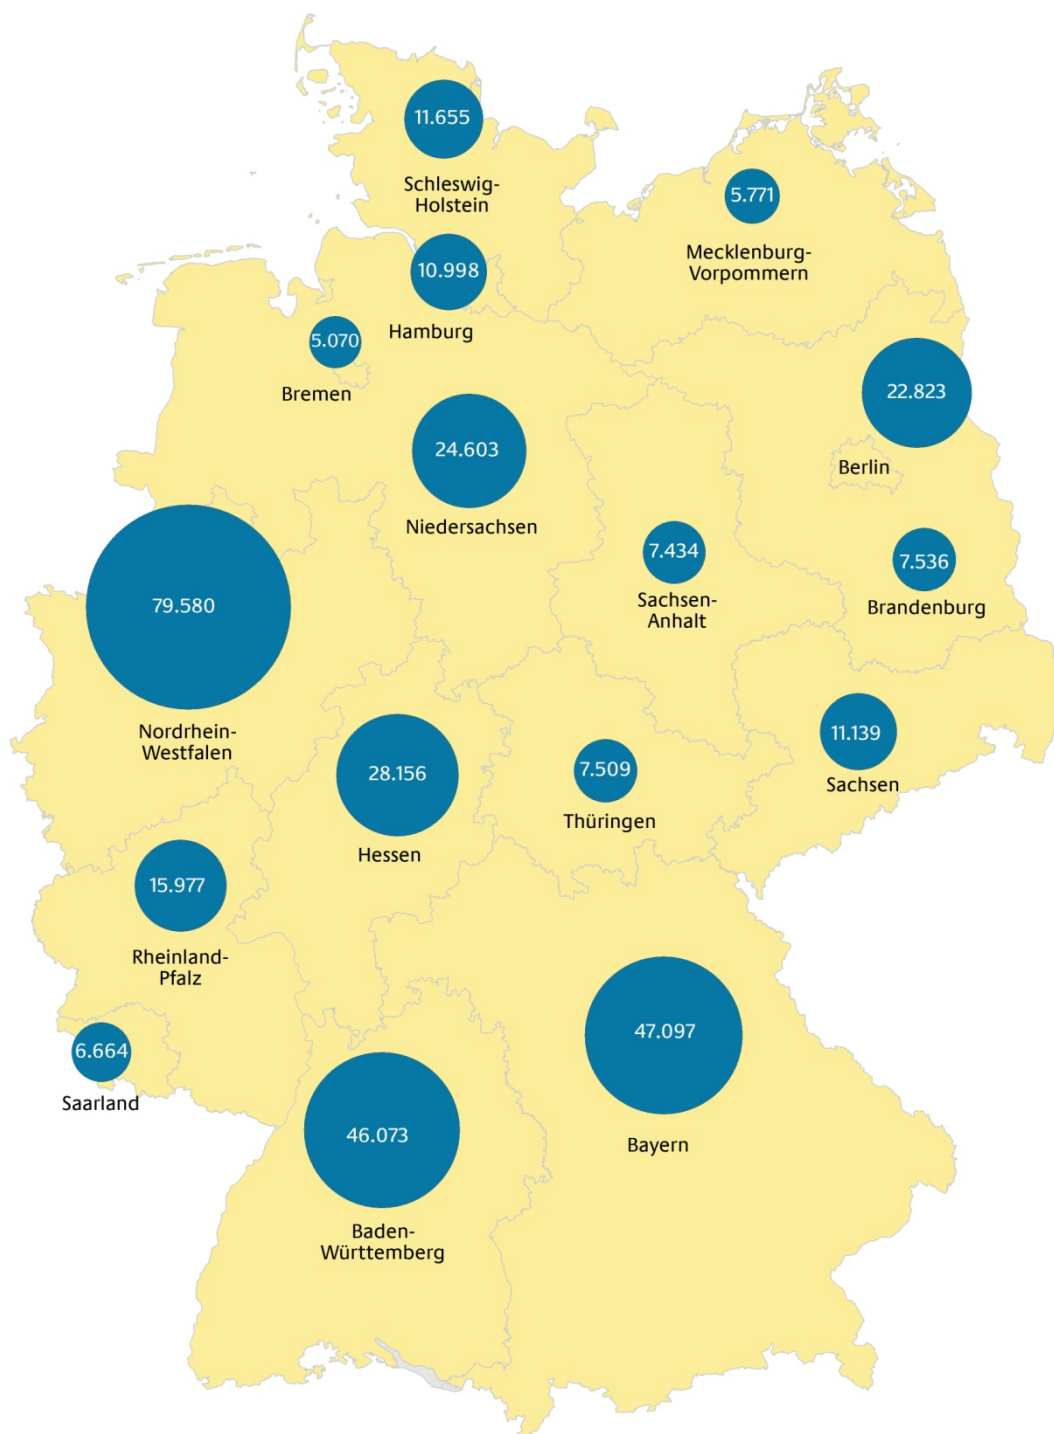 11.655
Schleswig-
Holstein
5.771
Mecklenburg-
Vorpommern
10.998
Hamburg
5.070
Bremen
22.823
Berlin
24.603
Niedersachsen
7.434
Sachsen-
Anhalt
7.536
Brandenburg
79.580
Nordrhein-
Westfalen
28.156
Hessen
7.509
Thüringen
11.139
Sachsen
15.977
Rheinland-
Pfalz
6.664
Saarland
47.097
Bayern
46.073
Baden-
Württemberg